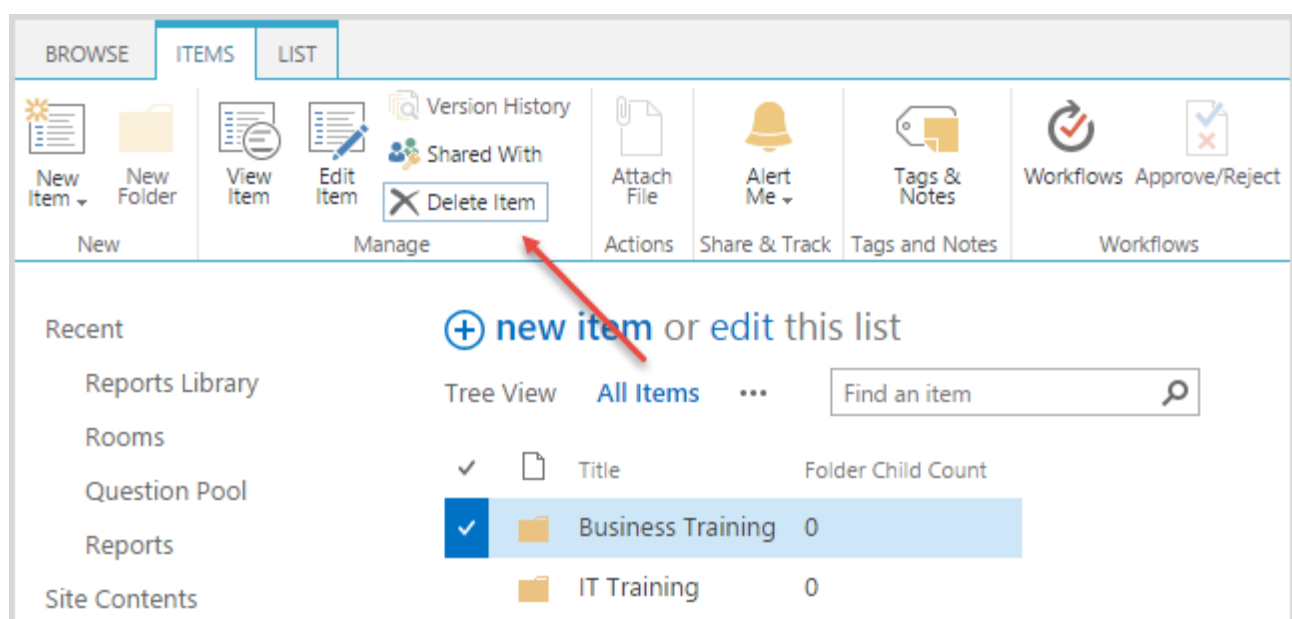 BROWSE ITEMS LIST
New Item
New Folder
View Item
Edit Item
Version History
Shared With
Delete Item
Attach File
Alert Me
Tags & Notes
Workflows
Approve/Reject
New
Manage
Actions
Share & Track
Tags and Notes
Workflows
Recent
Reports Library
Rooms
Question Pool
Reports
Site Contents
new item or edit this list
Tree View All Items ••• Find an item
Title Folder Child Count
Business Training 0
IT Training 0